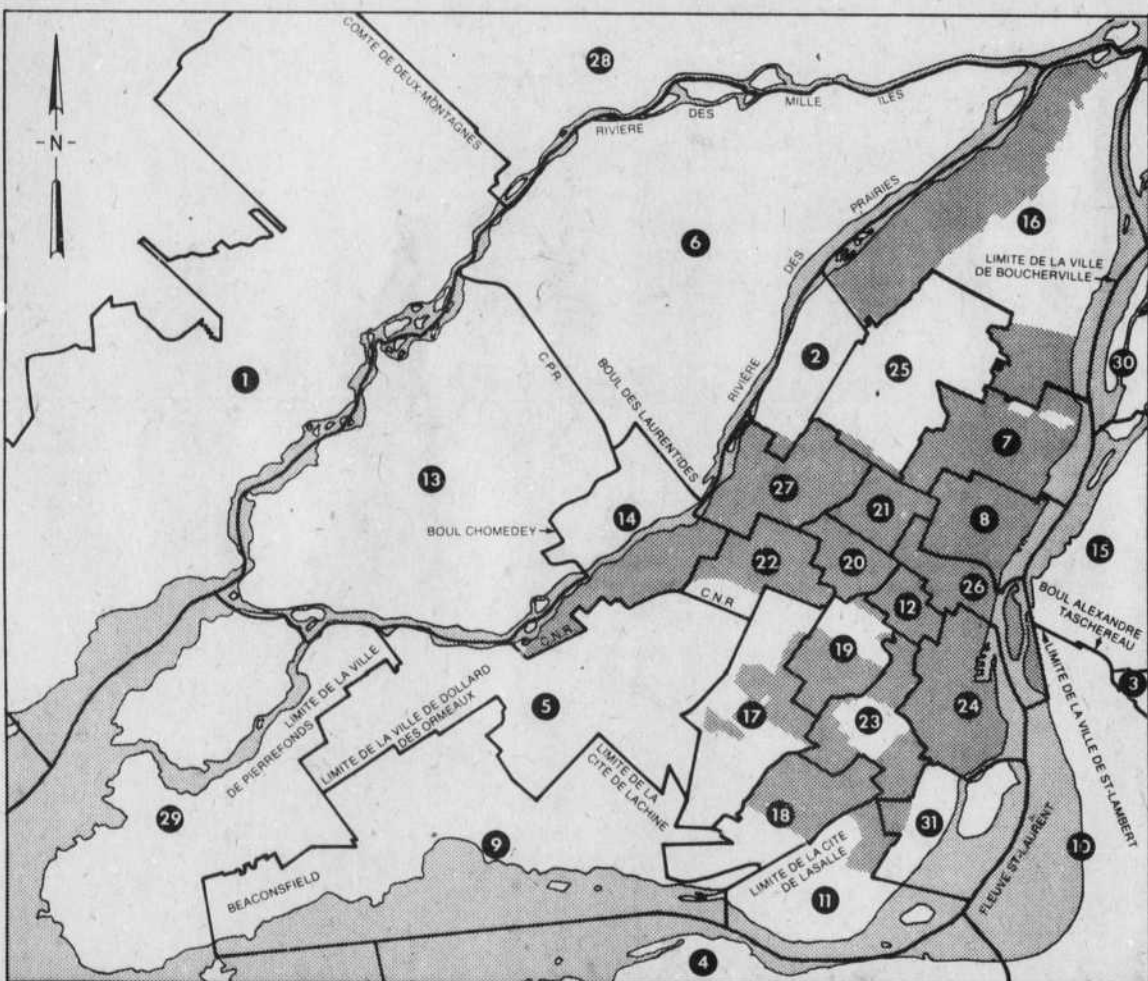 COMTE DE DEUX-MONTAGNES
28
RIVIERE DES MILLE ILES
-N-
6
RIVIÈRE DES PRAIRIES
16
LIMITE DE LA VILLE
DE BOUCHERVILLE
1
C.P.R.
BOUL DES LAURENTIDES
2
25
30
13
BOUL CHOMEDEY
14
27
21
7
8
15
22
20
26
12
C.N.R.
C.N.R.
BOUL ALEXANDRE
TASCHEREAU
3
LIMITE DE LA VILLE
DE PIERREFONDS
LIMITE DE LA VILLE DE DOLLARD
DES ORMEAUX
5
LIMITE DE LA
CITE DE LACHINE
19
17
23
24
LIMITE DE LA VILLE DE ST-LAMBERT
29
9
BEACONSFIELD
18
31
LIMITE DE LA CITE
DE LASALLE
11
FLEUVE ST-LAURENT
10
4